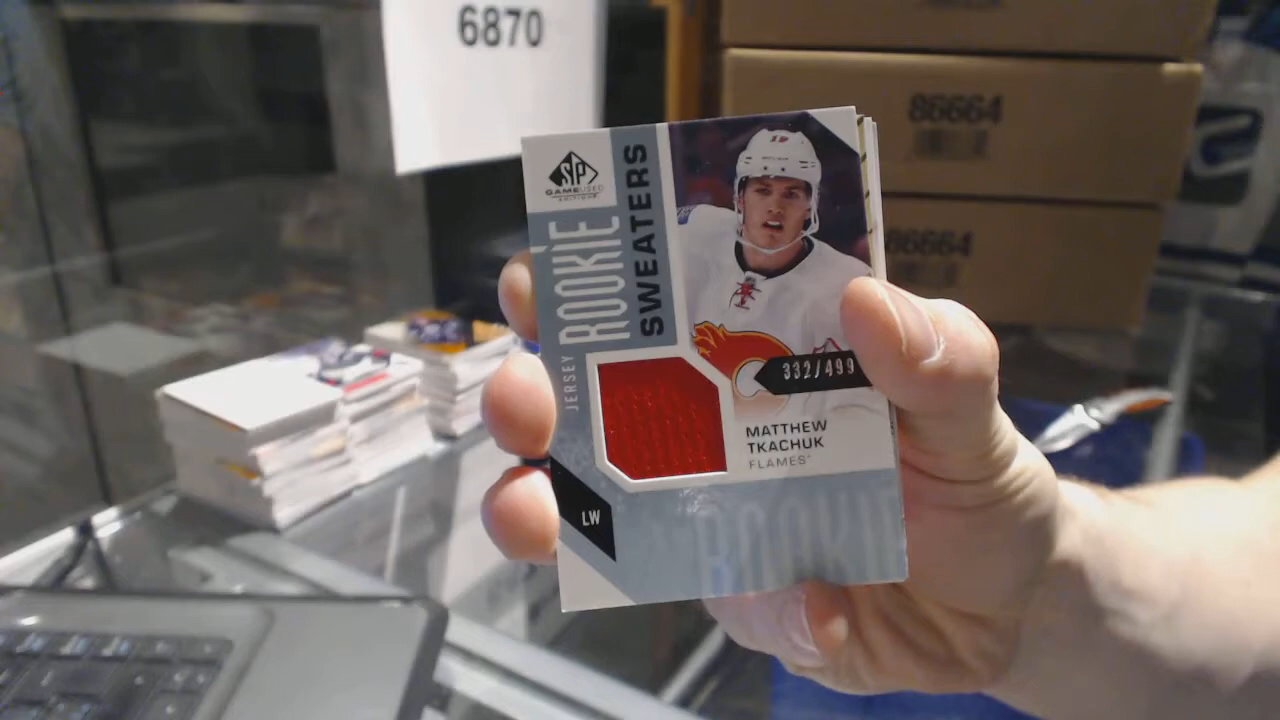 6870
86664
86664
SP
GAME USED
EDITION
ROOKIE
SWEATERS
JERSEY
332/499
MATTHEW
TKACHUK
FLAMES
LW
ROOKIE